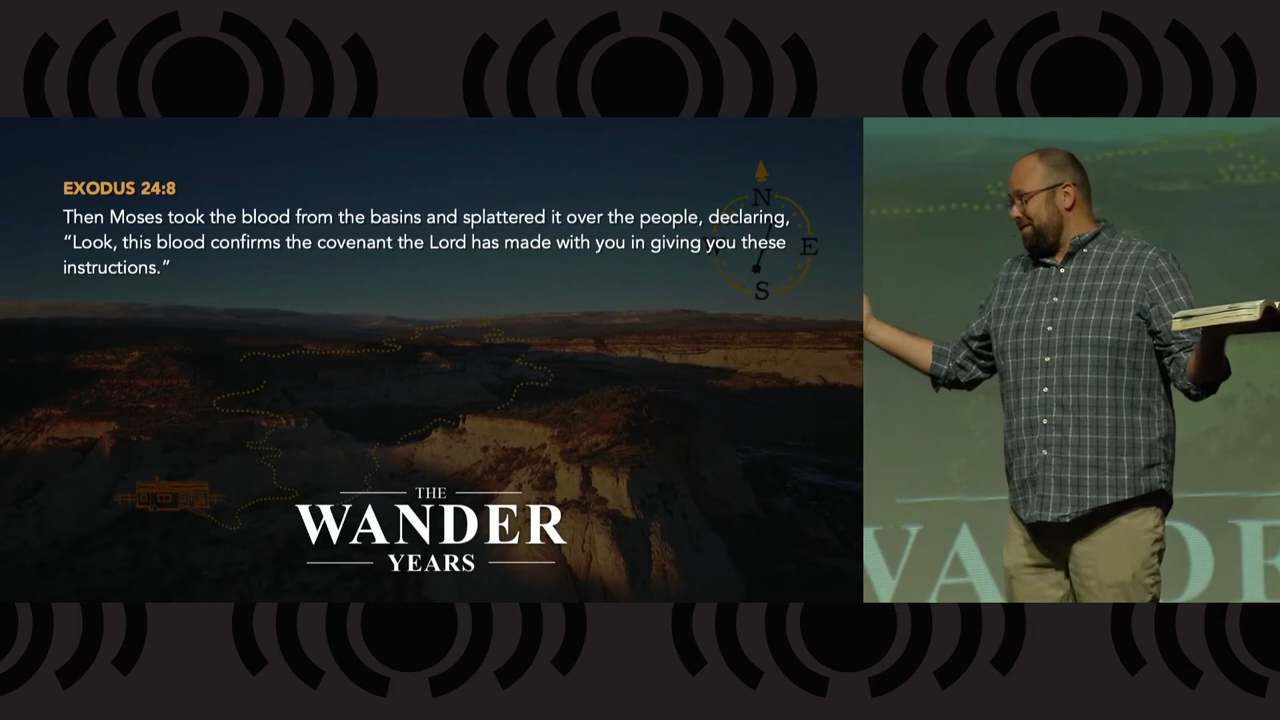 EXODUS 24:8
Then Moses took the blood from the basins and splattered it over the people, declaring,
“Look, this blood confirms the covenant the Lord has made with you in giving you these
instructions.”
N
W E
S
THE
WANDER
YEARS
WA DE